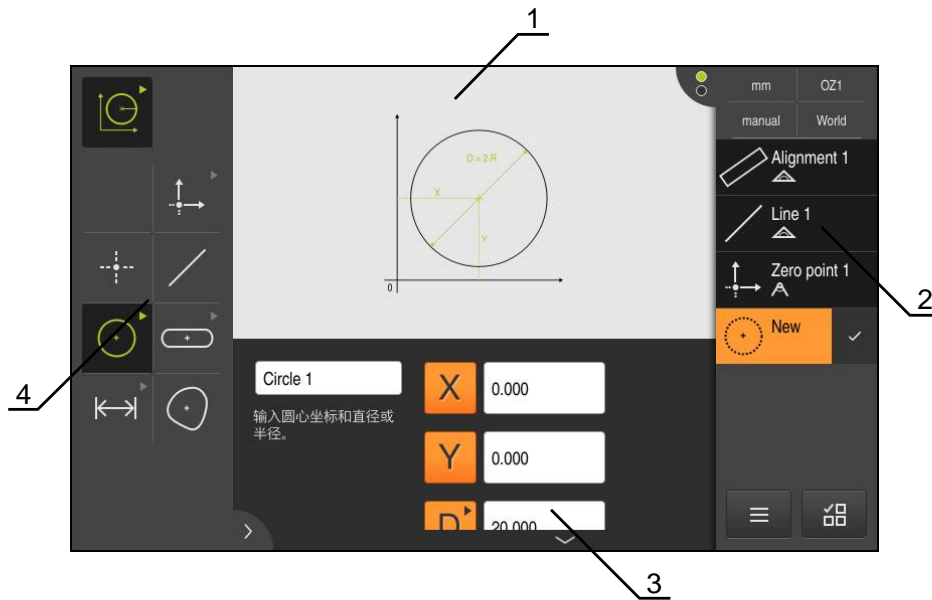 1
mm OZ1
manual World
D = 2·R
X
Y
0
Alignment 1
Line 1
Zero point 1
New
2
4
Circle 1
输入圆心坐标和直径或
半径。
X 0.000
Y 0.000
D 20.000
3